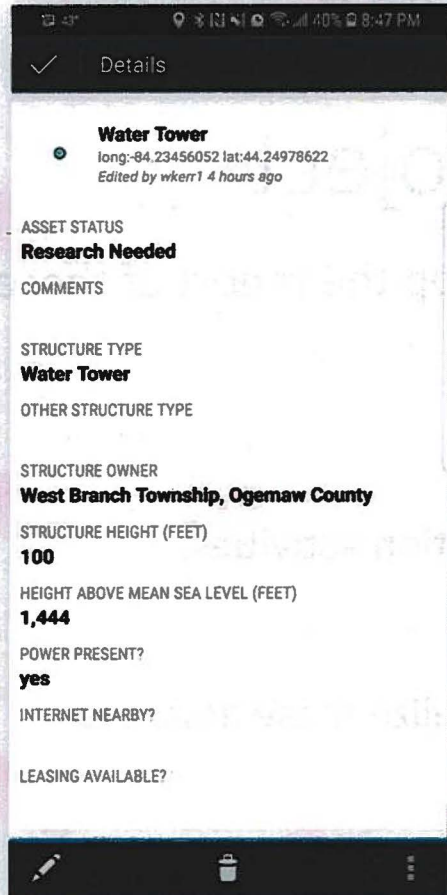 43° 40% 8:47 PM
Details
Water Tower
long:-84.23456052 lat:44.24978622
Edited by wkerr1 4 hours ago
ASSET STATUS
Research Needed
COMMENTS
STRUCTURE TYPE
Water Tower
OTHER STRUCTURE TYPE
STRUCTURE OWNER
West Branch Township, Ogemaw County
STRUCTURE HEIGHT (FEET)
100
HEIGHT ABOVE MEAN SEA LEVEL (FEET)
1,444
POWER PRESENT?
yes
INTERNET NEARBY?
LEASING AVAILABLE?